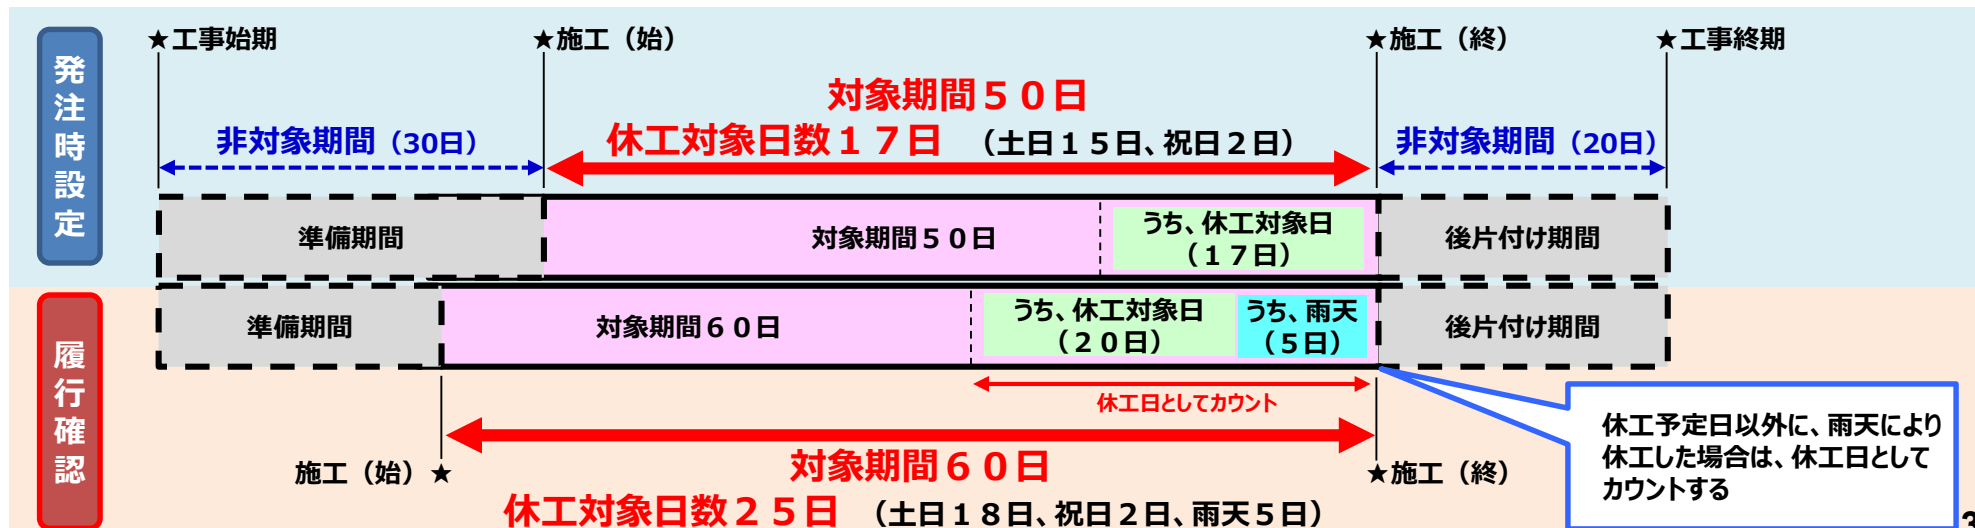 発注時設定
★工事始期
★施工（始）
★施工（終）
★工事終期
対象期間５０日
非対象期間（30日）
休工対象日数１７日（土日１５日、祝日２日）
非対象期間（20日）
準備期間
対象期間５０日
うち、休工対象日
（１７日）
後片付け期間
履行確認
準備期間
対象期間６０日
うち、休工対象日
（２０日）
うち、雨天
（５日）
後片付け期間
休工日としてカウント
施工（始）★
対象期間６０日
★施工（終）
休工対象日数２５日（土日１８日、祝日２日、雨天５日）
休工予定日以外に、雨天により
休工した場合は、休工日として
カウントする